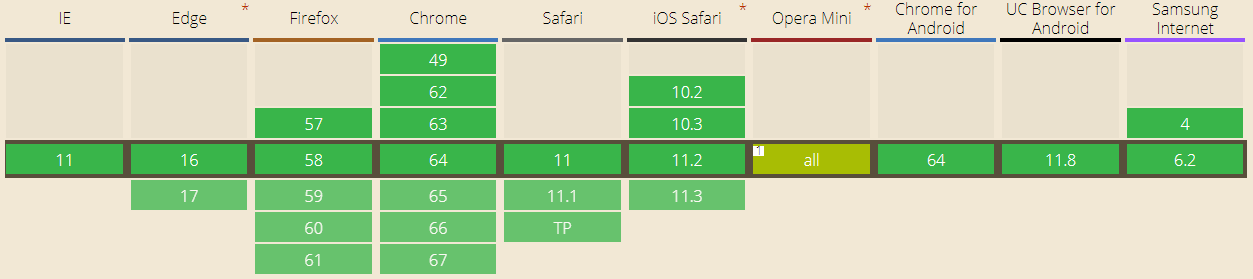 IE Edge * Firefox Chrome Safari iOS Safari * Opera Mini * Chrome for Android UC Browser for Android Samsung Internet
49
62 10.2
57 63 10.3 4
11 16 58 64 11 11.2 1 all 64 11.8 6.2
17 59 65 11.1 11.3
60 66 TP
61 67